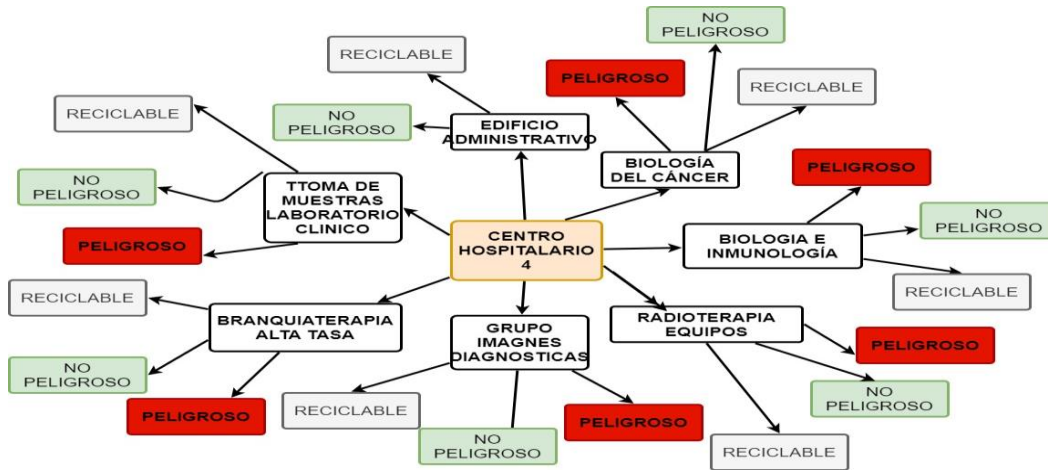 NO
PELIGROSO
RECICLABLE
PELIGROSO
RECICLABLE
RECICLABLE
NO
PELIGROSO
EDIFICIO
ADMINISTRATIVO
BIOLOGÍA
DEL CÁNCER
PELIGROSO
NO
PELIGROSO
TTOMA DE
MUESTRAS
LABORATORIO
CLINICO
NO
PELIGROSO
PELIGROSO
CENTRO
HOSPITALARIO
4
BIOLOGIA E
INMUNOLOGÍA
RECICLABLE
RECICLABLE
BRANQUIATERAPIA
ALTA TASA
GRUPO
IMAGNES
DIAGNOSTICAS
RADIOTERAPIA
EQUIPOS
PELIGROSO
NO
PELIGROSO
NO
PELIGROSO
PELIGROSO
RECICLABLE
PELIGROSO
NO
PELIGROSO
RECICLABLE